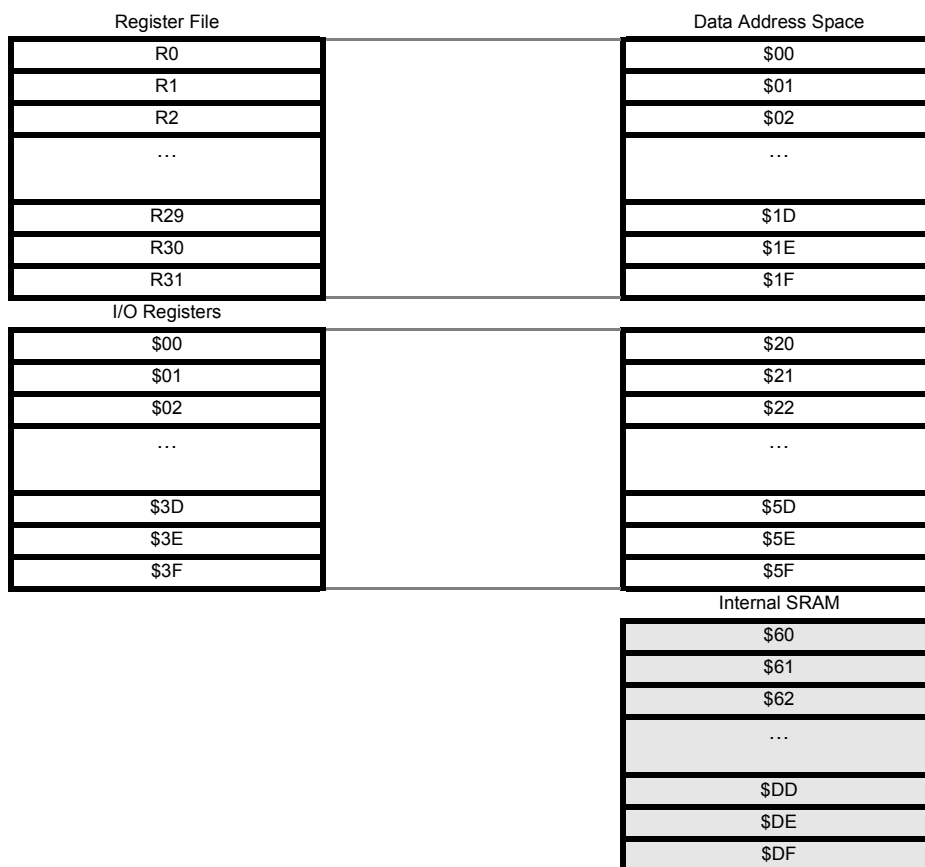 Register File
Data Address Space
R0
$00
R1
$01
R2
$02
…
…
R29
$1D
R30
$1E
R31
$1F
I/O Registers
$00
$20
$01
$21
$02
$22
…
…
$3D
$5D
$3E
$5E
$3F
$5F
Internal SRAM
$60
$61
$62
…
$DD
$DE
$DF